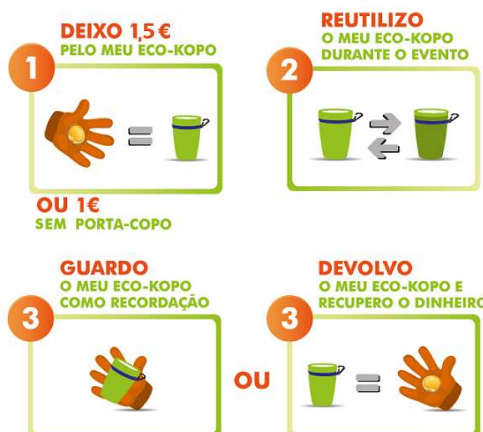 DEIXO 1,5 €
PELO MEU ECO-KOPO
1
OU 1€
SEM PORTA-COPO
REUTILIZO
O MEU ECO-KOPO
DURANTE O EVENTO
2
GUARDO
O MEU ECO-KOPO
COMO RECORDAÇÃO
3
OU
DEVOLVO
O MEU ECO-KOPO E
RECUPERO O DINHEIRO
3